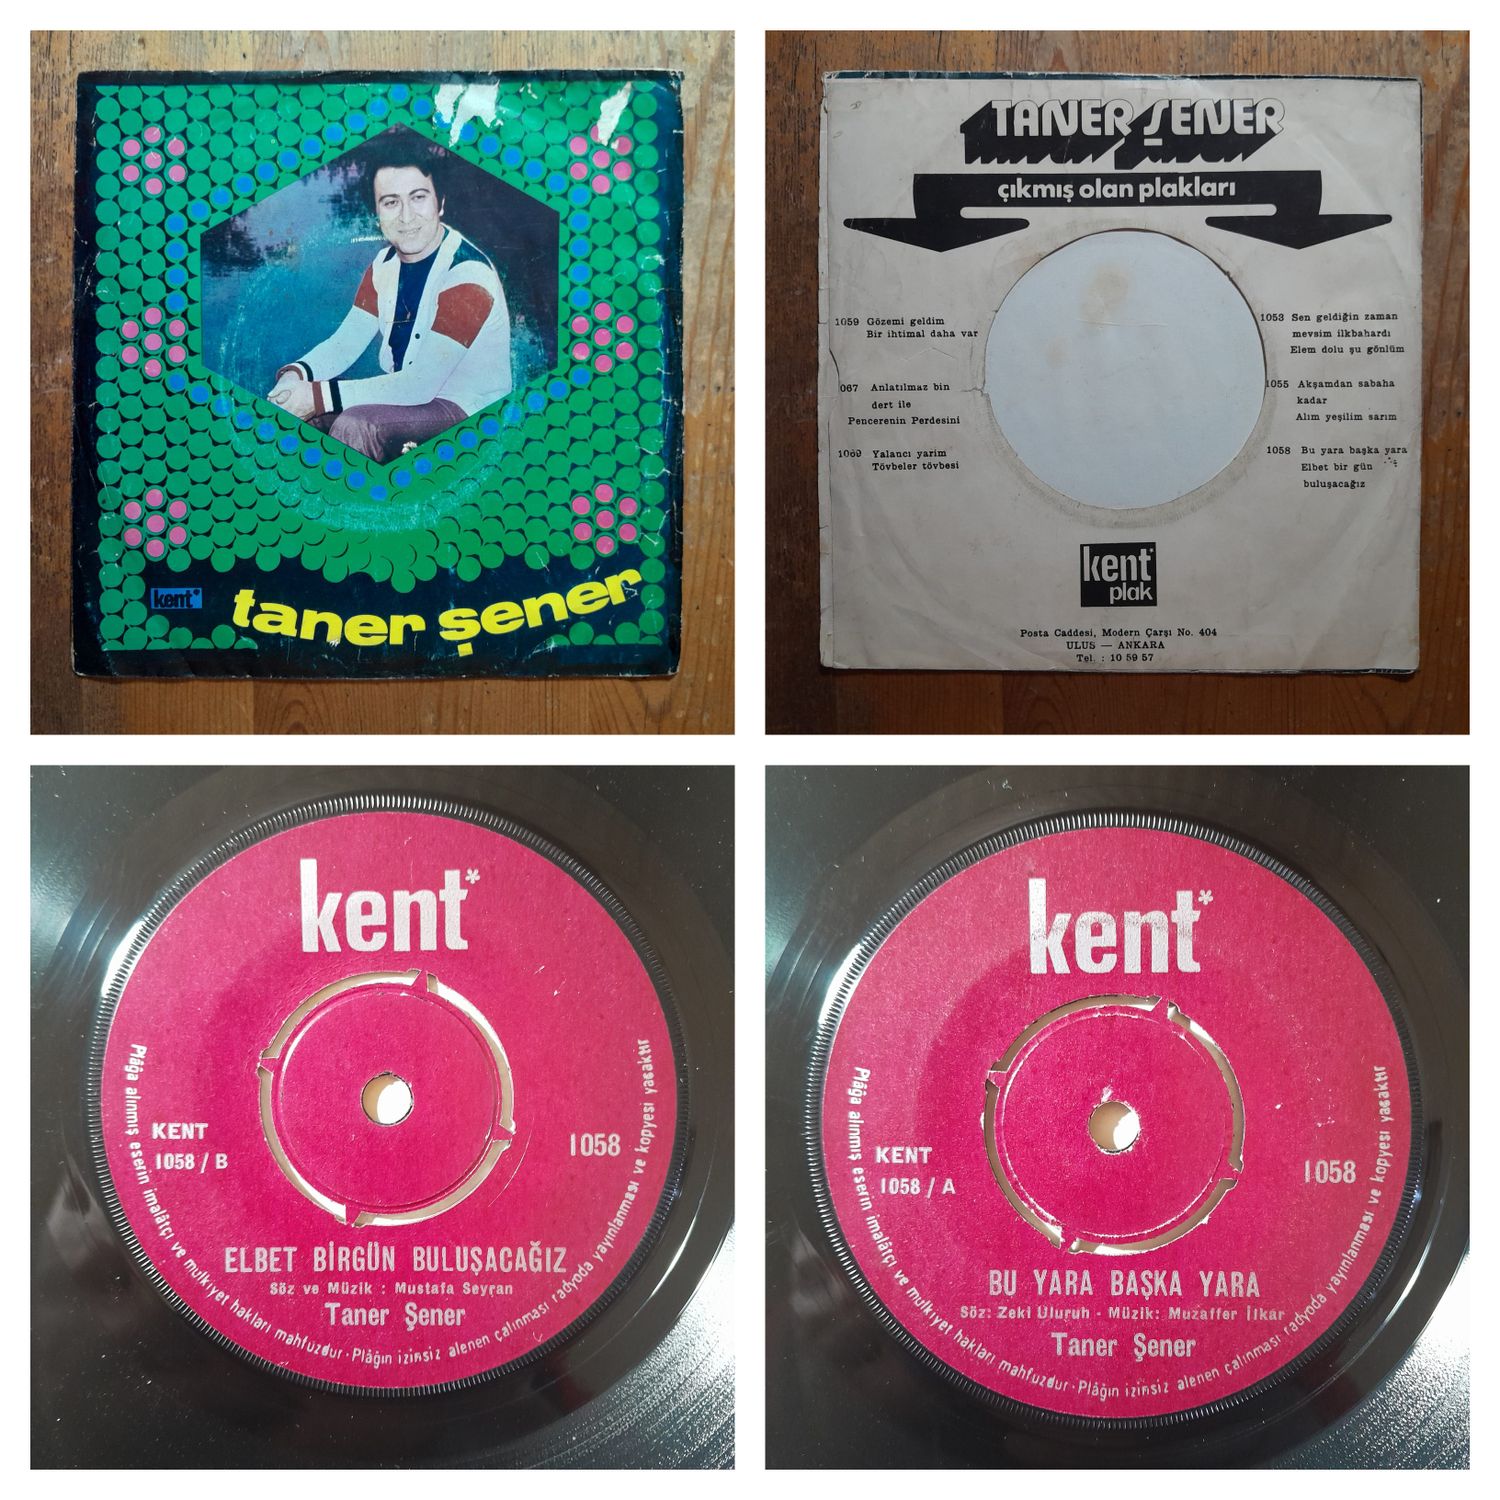 kent*
taner şener
TANER ŞENER
çıkmış olan plakları
1059 Gözemi geldim
Bir ihtimal daha var
067 Anlatılmaz bin
dert ile
Pencerenin Perdesini
1069 Yalancı yarim
Tövbeler tövbesi
1053 Sen geldiğin zaman
mevsim ilkbahardı
Elem dolu şu gönlüm
1055 Akşamdan sabaha
kadar
Alım yeşilim sarım
1058 Bu yara başka yara
Elbet bir gün
buluşacağız
kent*
plak
Posta Caddesi, Modern Çarşı No. 404
ULUS — ANKARA
Tel. : 10 59 57
kent*
KENT
1058 / B
1058
ELBET BİRGÜN BULUŞACAĞIZ
Söz ve Müzik : Mustafa Seyran
Taner Şener
Plâğa alınmış eserin imalâtçı ve mulkiyet hakları mahfuzdur · Plâğın izinsiz alenen çalınması radyoda yayınlanması ve kopyesi yasaktır
kent*
KENT
1058 / A
1058
BU YARA BAŞKA YARA
Söz: Zeki Uluruh - Müzik: Muzaffer İlkar
Taner Şener
Plâğa alınmış eserin imalâtçı ve mulkiyet hakları mahfuzdur · Plâğın izinsiz alenen çalınması radyoda yayınlanması ve kopyesi yasaktır